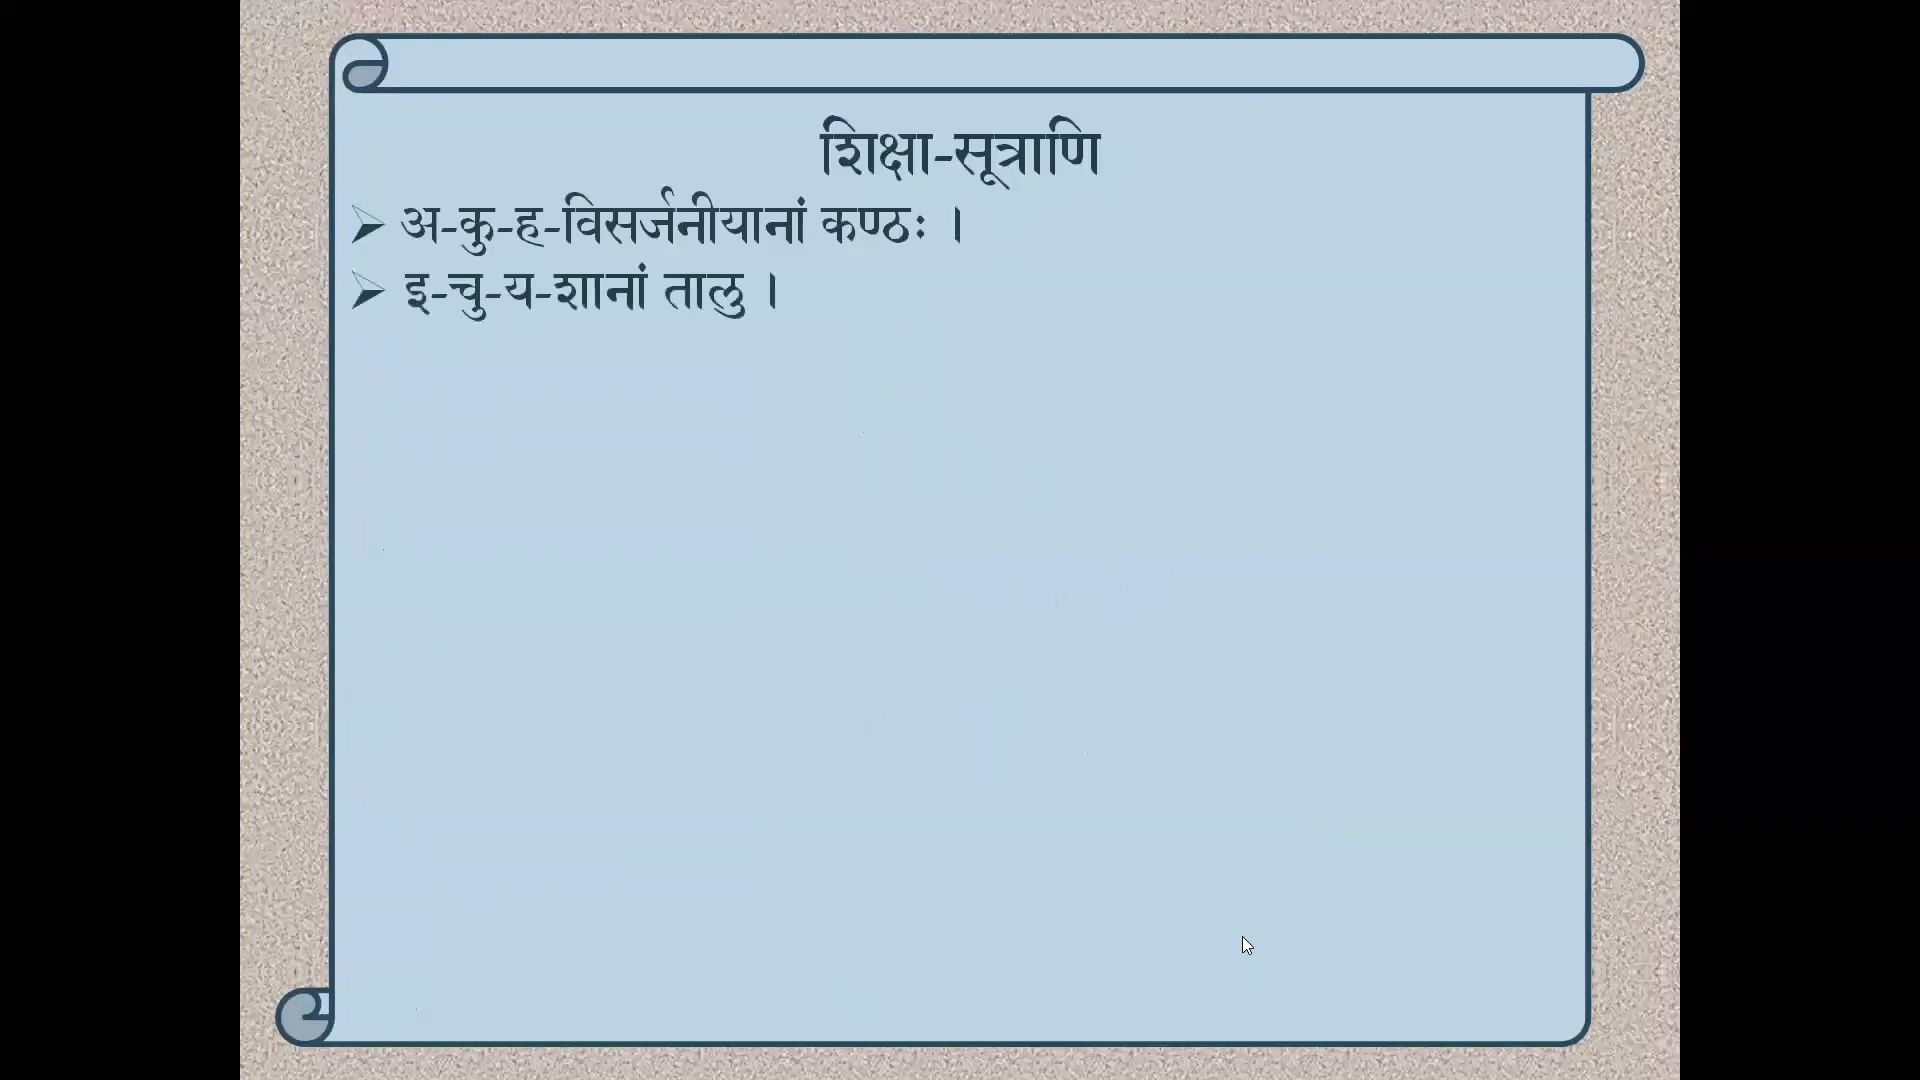 शिक्षा-सूत्राणि
अ-कु-ह-विसर्जनीयानां कण्ठः ।
इ-चु-य-शानां तालु ।